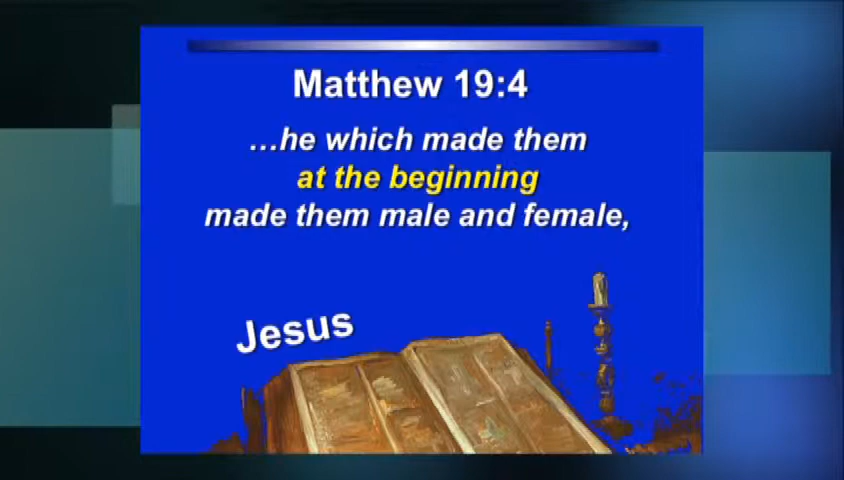 Matthew 19:4
...he which made them
at the beginning
made them male and female,
Jesus